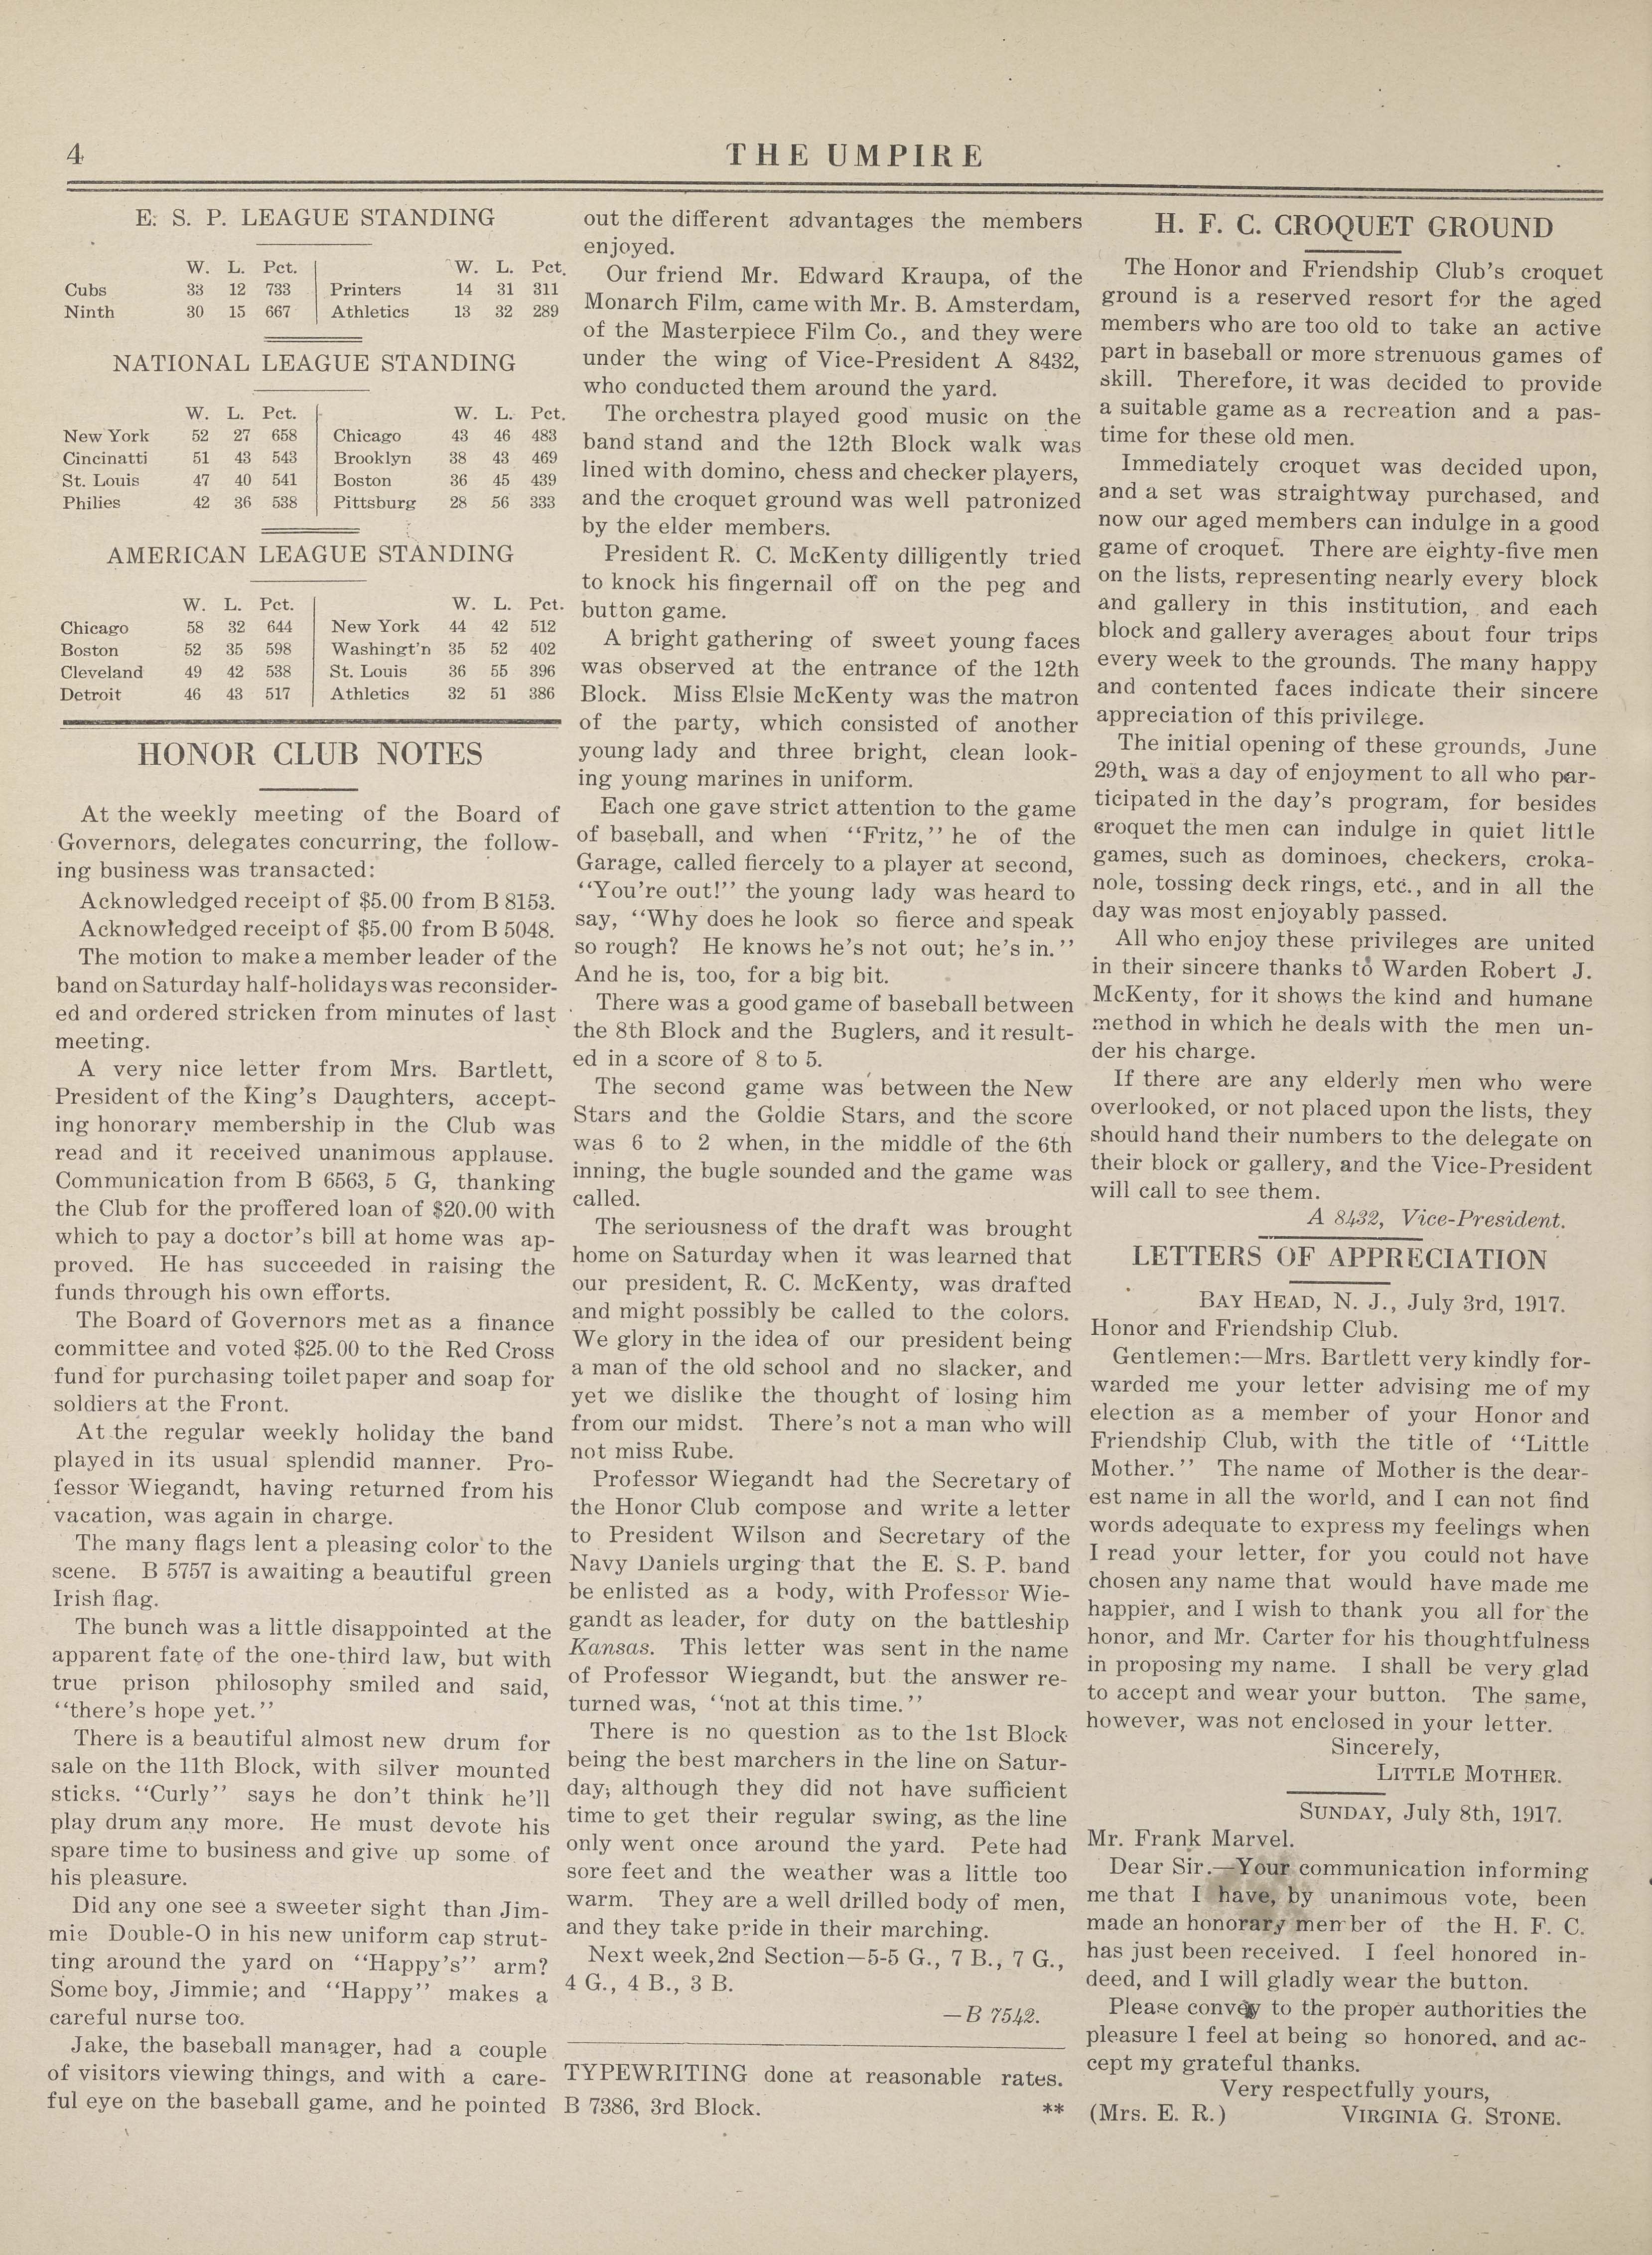 4
THE UMPIRE
E. S. P. LEAGUE STANDING
W. L. Pct. W. L. Pct.
Cubs 33 12 733 Printers 14 31 311
Ninth 30 15 667 Athletics 13 32 289
NATIONAL LEAGUE STANDING
W. L. Pct. W. L. Pct.
New York 52 27 658 Chicago 43 46 483
Cincinatti 51 43 543 Brooklyn 38 43 469
St. Louis 47 40 541 Boston 36 45 439
Philies 42 36 538 Pittsburg 28 56 333
AMERICAN LEAGUE STANDING
W. L. Pct. W. L. Pct.
Chicago 58 32 644 New York 44 42 512
Boston 52 35 598 Washingt'n 35 52 402
Cleveland 49 42 538 St. Louis 36 55 396
Detroit 46 43 517 Athletics 32 51 386
HONOR CLUB NOTES
At the weekly meeting of the Board of
Governors, delegates concurring, the follow-
ing business was transacted:
Acknowledged receipt of $5.00 from B 8153.
Acknowledged receipt of $5.00 from B 5048.
The motion to make a member leader of the
band on Saturday half-holidays was reconsider-
ed and ordered stricken from minutes of last
meeting.
A very nice letter from Mrs. Bartlett,
President of the King's Daughters, accept-
ing honorary membership in the Club was
read and it received unanimous applause.
Communication from B 6563, 5 G, thanking
the Club for the proffered loan of $20.00 with
which to pay a doctor's bill at home was ap-
proved. He has succeeded in raising the
funds through his own efforts.
The Board of Governors met as a finance
committee and voted $25.00 to the Red Cross
fund for purchasing toilet paper and soap for
soldiers at the Front.
At the regular weekly holiday the band
played in its usual splendid manner. Pro-
fessor Wiegandt, having returned from his
vacation, was again in charge.
The many flags lent a pleasing color to the
scene. B 5757 is awaiting a beautiful green
Irish flag.
The bunch was a little disappointed at the
apparent fate of the one-third law, but with
true prison philosophy smiled and said,
"there's hope yet."
There is a beautiful almost new drum for
sale on the 11th Block, with silver mounted
sticks. "Curly" says he don't think he'll
play drum any more. He must devote his
spare time to business and give up some of
his pleasure.
Did any one see a sweeter sight than Jim-
mie Double-O in his new uniform cap strut-
ting around the yard on "Happy's" arm?
Some boy, Jimmie; and "Happy" makes a
careful nurse too.
Jake, the baseball manager, had a couple
of visitors viewing things, and with a care-
ful eye on the baseball game, and he pointed
out the different advantages the members
enjoyed.
Our friend Mr. Edward Kraupa, of the
Monarch Film, came with Mr. B. Amsterdam,
of the Masterpiece Film Co., and they were
under the wing of Vice-President A 8432,
who conducted them around the yard.
The orchestra played good music on the
band stand and the 12th Block walk was
lined with domino, chess and checker players,
and the croquet ground was well patronized
by the elder members.
President R. C. McKenty dilligently tried
to knock his fingernail off on the peg and
button game.
A bright gathering of sweet young faces
was observed at the entrance of the 12th
Block. Miss Elsie McKenty was the matron
of the party, which consisted of another
young lady and three bright, clean look-
ing young marines in uniform.
Each one gave strict attention to the game
of baseball, and when "Fritz," he of the
Garage, called fiercely to a player at second,
"You're out!" the young lady was heard to
say, "Why does he look so fierce and speak
so rough? He knows he's not out; he's in."
And he is, too, for a big bit.
There was a good game of baseball between
the 8th Block and the Buglers, and it result-
ed in a score of 8 to 5.
The second game was between the New
Stars and the Goldie Stars, and the score
was 6 to 2 when, in the middle of the 6th
inning, the bugle sounded and the game was
called.
The seriousness of the draft was brought
home on Saturday when it was learned that
our president, R. C. McKenty, was drafted
and might possibly be called to the colors.
We glory in the idea of our president being
a man of the old school and no slacker, and
yet we dislike the thought of losing him
from our midst. There's not a man who will
not miss Rube.
Professor Wiegandt had the Secretary of
the Honor Club compose and write a letter
to President Wilson and Secretary of the
Navy Daniels urging that the E. S. P. band
be enlisted as a body, with Professor Wie-
gandt as leader, for duty on the battleship
Kansas. This letter was sent in the name
of Professor Wiegandt, but the answer re-
turned was, "not at this time."
There is no question as to the 1st Block
being the best marchers in the line on Satur-
day; although they did not have sufficient
time to get their regular swing, as the line
only went once around the yard. Pete had
sore feet and the weather was a little too
warm. They are a well drilled body of men,
and they take pride in their marching.
Next week, 2nd Section—5-5 G., 7 B., 7 G.,
4 G., 4 B., 3 B.
—B 7542.
TYPEWRITING done at reasonable rates.
B 7386, 3rd Block. **
H. F. C. CROQUET GROUND
The Honor and Friendship Club's croquet
ground is a reserved resort for the aged
members who are too old to take an active
part in baseball or more strenuous games of
skill. Therefore, it was decided to provide
a suitable game as a recreation and a pas-
time for these old men.
Immediately croquet was decided upon,
and a set was straightway purchased, and
now our aged members can indulge in a good
game of croquet. There are eighty-five men
on the lists, representing nearly every block
and gallery in this institution, and each
block and gallery averages about four trips
every week to the grounds. The many happy
and contented faces indicate their sincere
appreciation of this privilege.
The initial opening of these grounds, June
29th, was a day of enjoyment to all who par-
ticipated in the day's program, for besides
croquet the men can indulge in quiet little
games, such as dominoes, checkers, croka-
nole, tossing deck rings, etc., and in all the
day was most enjoyably passed.
All who enjoy these privileges are united
in their sincere thanks to Warden Robert J.
McKenty, for it shows the kind and humane
method in which he deals with the men un-
der his charge.
If there are any elderly men who were
overlooked, or not placed upon the lists, they
should hand their numbers to the delegate on
their block or gallery, and the Vice-President
will call to see them.
A 8432, Vice-President.
LETTERS OF APPRECIATION
BAY HEAD, N. J., July 3rd, 1917.
Honor and Friendship Club.
Gentlemen:—Mrs. Bartlett very kindly for-
warded me your letter advising me of my
election as a member of your Honor and
Friendship Club, with the title of "Little
Mother." The name of Mother is the dear-
est name in all the world, and I can not find
words adequate to express my feelings when
I read your letter, for you could not have
chosen any name that would have made me
happier, and I wish to thank you all for the
honor, and Mr. Carter for his thoughtfulness
in proposing my name. I shall be very glad
to accept and wear your button. The same,
however, was not enclosed in your letter.
Sincerely,
LITTLE MOTHER.
SUNDAY, July 8th, 1917.
Mr. Frank Marvel.
Dear Sir.—Your communication informing
me that I have, by unanimous vote, been
made an honorary member of the H. F. C.
has just been received. I feel honored in-
deed, and I will gladly wear the button.
Please convey to the proper authorities the
pleasure I feel at being so honored, and ac-
cept my grateful thanks.
Very respectfully yours,
(Mrs. E. R.) VIRGINIA G. STONE.